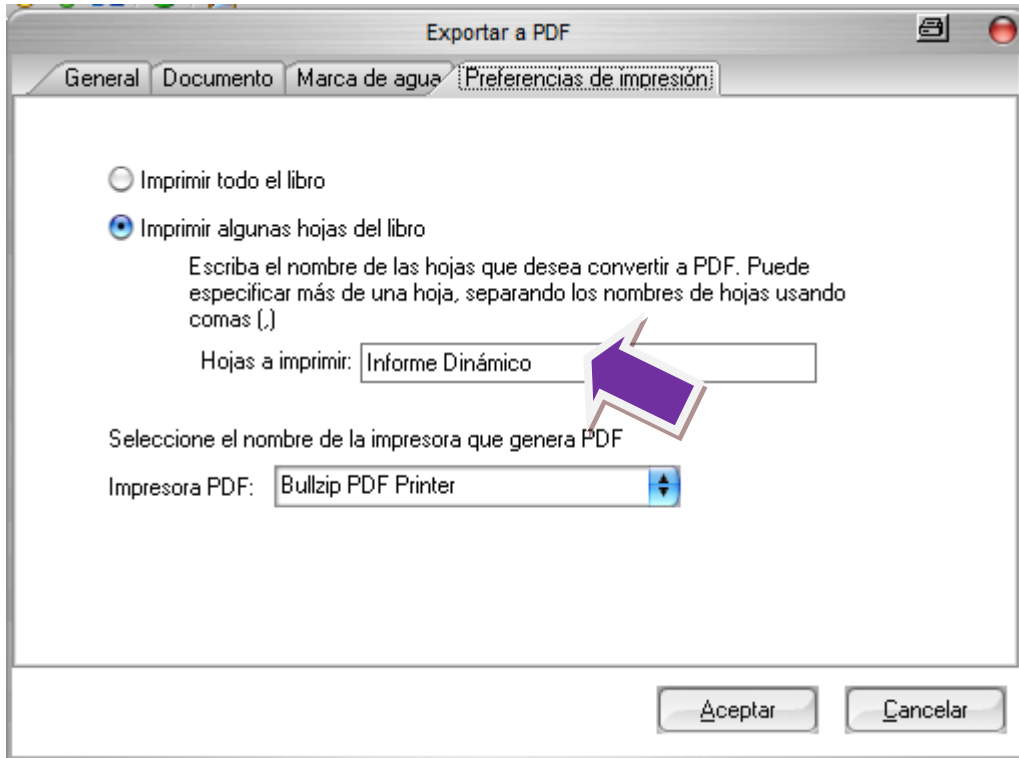 Exportar a PDF
General Documento Marca de agua Preferencias de impresión
Imprimir todo el libro
Imprimir algunas hojas del libro
Escriba el nombre de las hojas que desea convertir a PDF. Puede
especificar más de una hoja, separando los nombres de hojas usando
comas (,)
Hojas a imprimir: Informe Dinámico
Seleccione el nombre de la impresora que genera PDF
Impresora PDF: Bullzip PDF Printer
Aceptar Cancelar